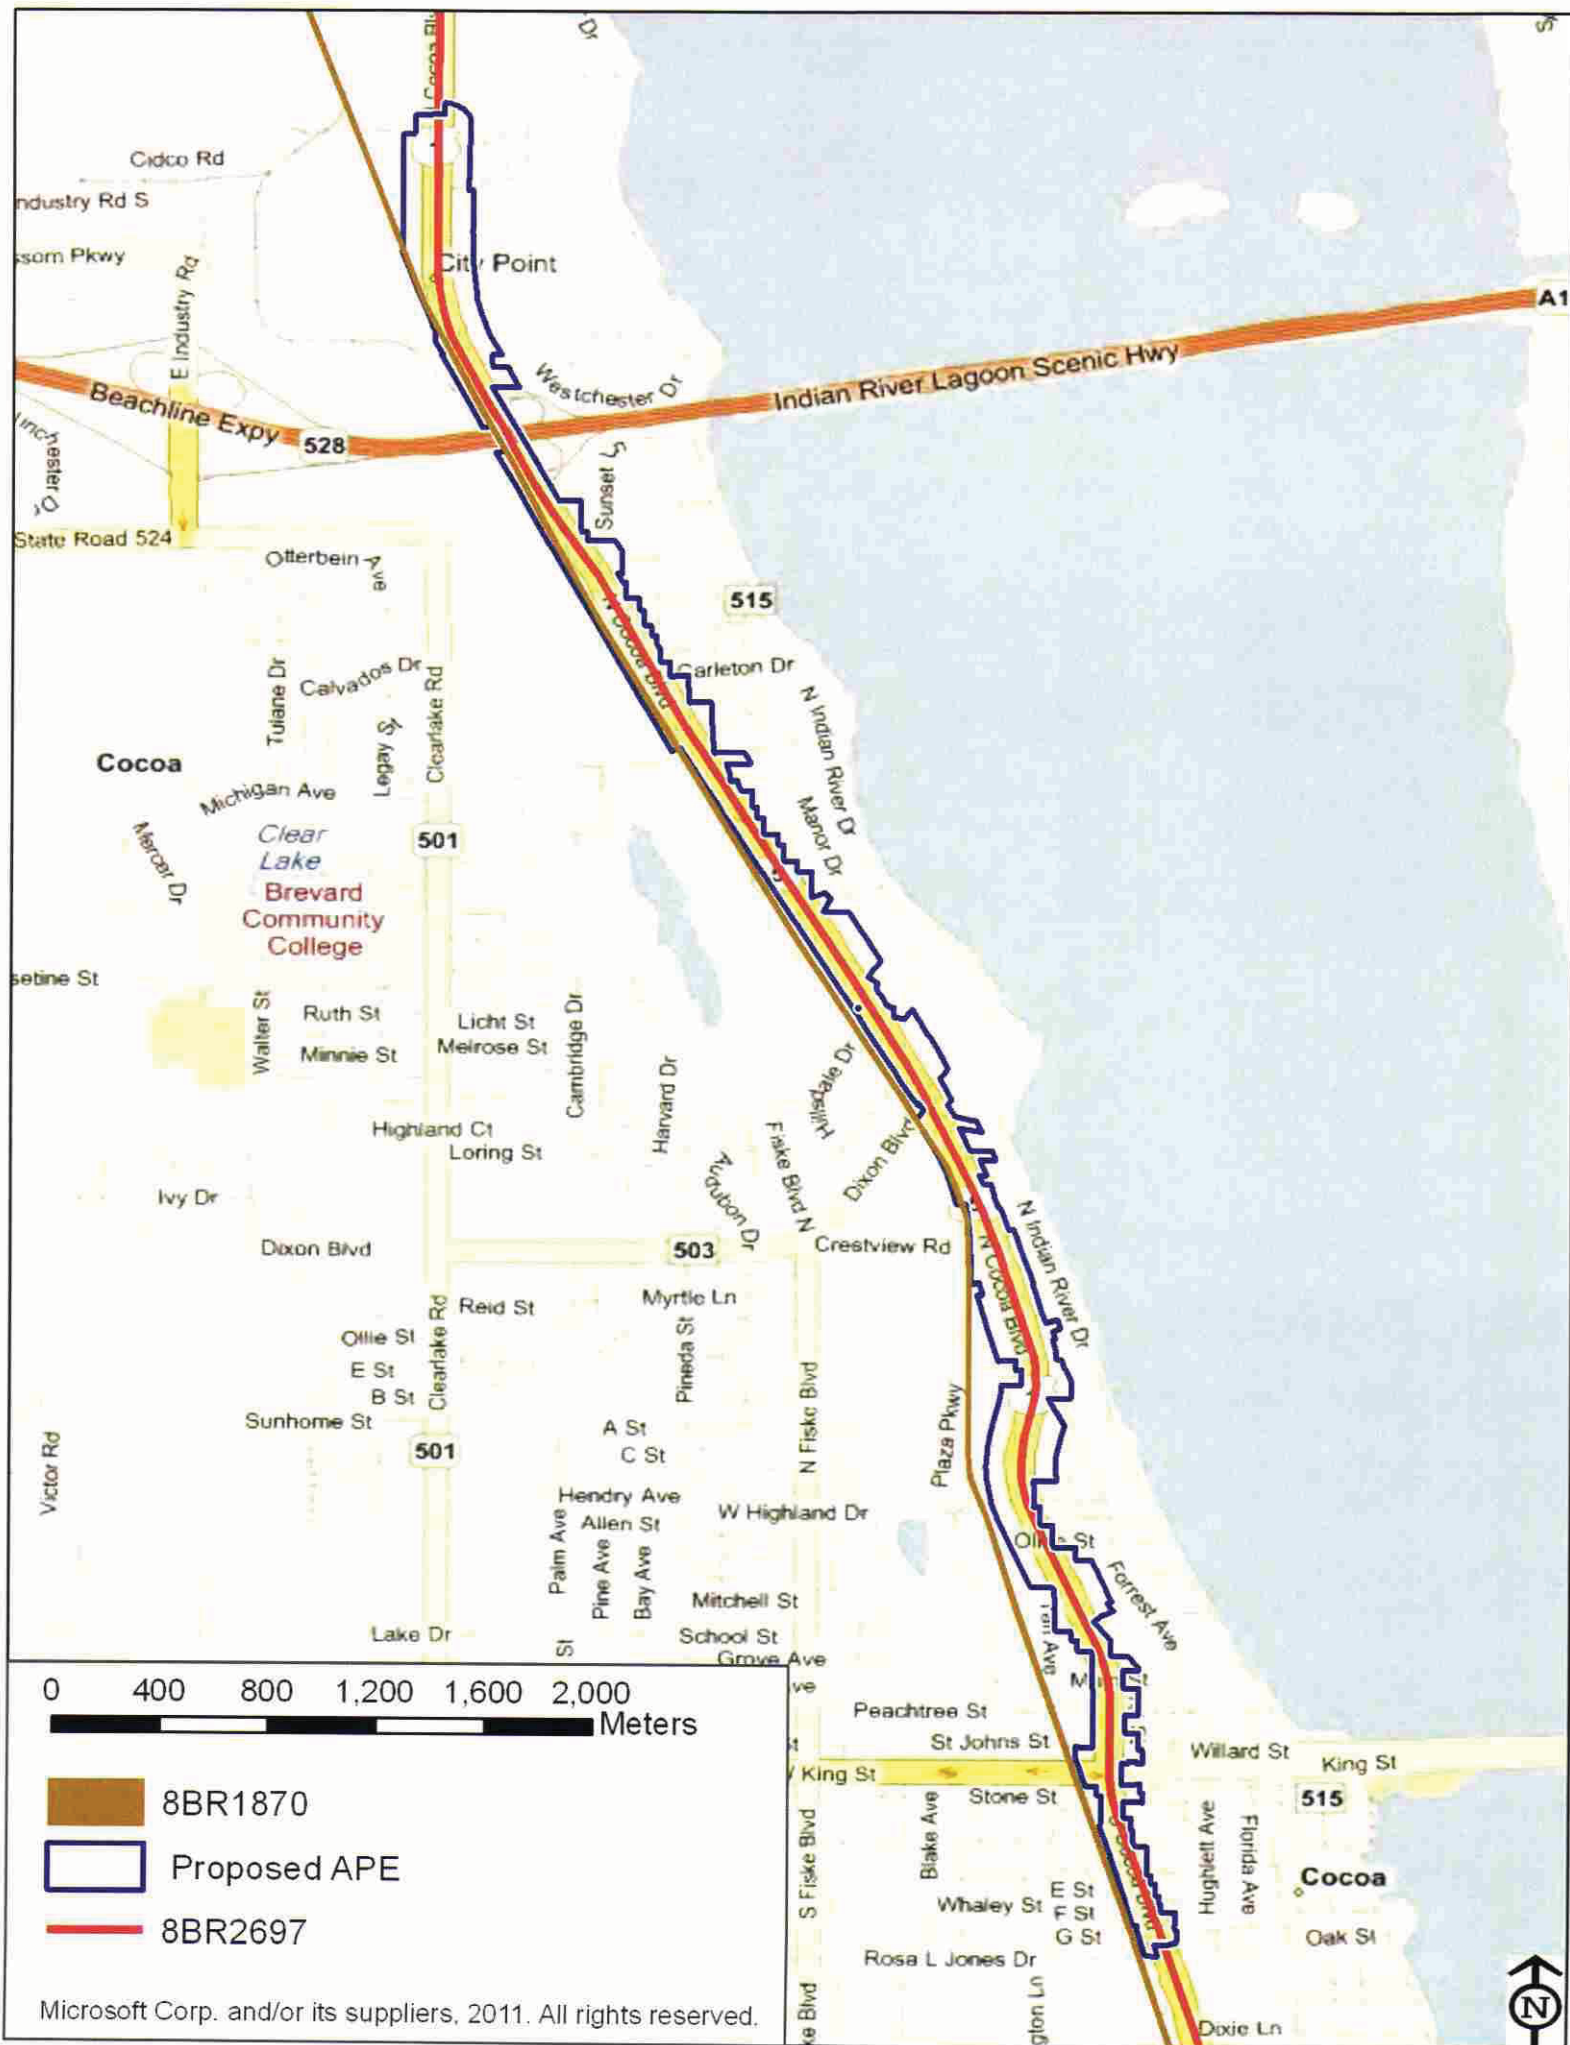 Cocoa Blv
Cidco Rd
ndustry Rd S
ssom Pkwy
E Industry Rd
City Point
A1
Westchester Dr
Indian River Lagoon Scenic Hwy
Beachline Expy
528
State Road 524
Sunset
Otterbein Ave
515
N Cocoa Blvd
Carleton Dr
Tulane Dr
Calvados Dr
Legay St
Clearlake Rd
N Indian River Dr
Cocoa
Michigan Ave
Manor Dr
Mercer Dr
Clear
Lake
501
Brevard
Community
College
setine St
Walter St
Ruth St
Minnie St
Licht St
Melrose St
Cambridge Dr
Harvard Dr
Hillsdale Dr
Highland Ct
Loring St
Audubon Dr
Fiske Blvd N
Dixon Blvd
Ivy Dr
Dixon Blvd
503
Crestview Rd
N Cocoa Blvd
N Indian River Dr
Reid St
Myrtle Ln
Ollie St
Clearlake Rd
Pineda St
E St
B St
Sunhome St
N Fiske Blvd
Plaza Pkwy
A St
C St
501
Victor Rd
Hendry Ave
Allen St
W Highland Dr
Palm Ave
Pine Ave
Bay Ave
Forrest Ave
Mitchell St
Lake Dr
St
School St
Grove Ave
ve
Peachtree St
St Johns St
Willard St
King St
King St
Stone St
515
S Fiske Blvd
Blake Ave
Hughlett Ave
Florida Ave
Cocoa
Whaley St
E St
F St
G St
Oak St
Rosa L Jones Dr
ke Blvd
gton Ln
Dixie Ln
0 400 800 1,200 1,600 2,000
Meters
8BR1870
Proposed APE
8BR2697
Microsoft Corp. and/or its suppliers, 2011. All rights reserved.
N